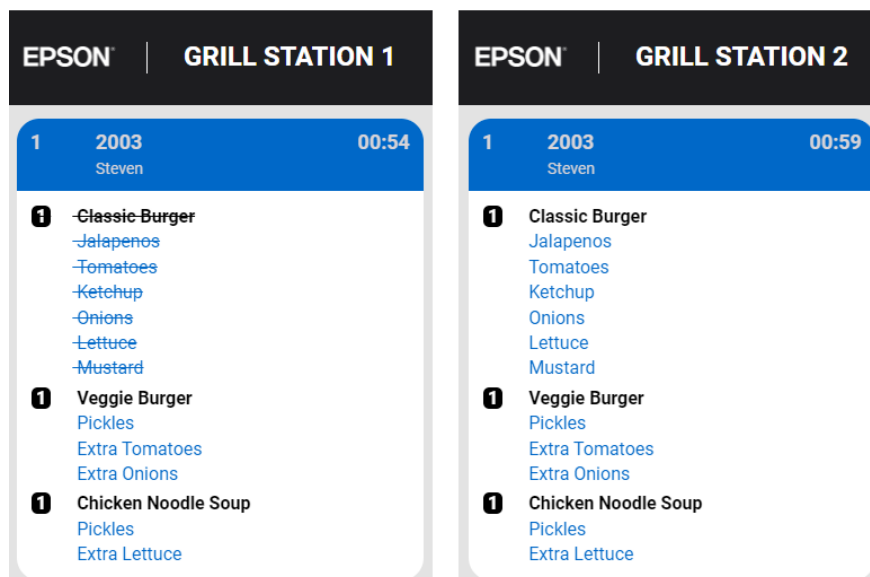 EPSON
GRILL STATION 1
1 2003 00:54
Steven
1 Classic Burger
Jalapenos
Tomatoes
Ketchup
Onions
Lettuce
Mustard
1 Veggie Burger
Pickles
Extra Tomatoes
Extra Onions
1 Chicken Noodle Soup
Pickles
Extra Lettuce
EPSON
GRILL STATION 2
1 2003 00:59
Steven
1 Classic Burger
Jalapenos
Tomatoes
Ketchup
Onions
Lettuce
Mustard
1 Veggie Burger
Pickles
Extra Tomatoes
Extra Onions
1 Chicken Noodle Soup
Pickles
Extra Lettuce